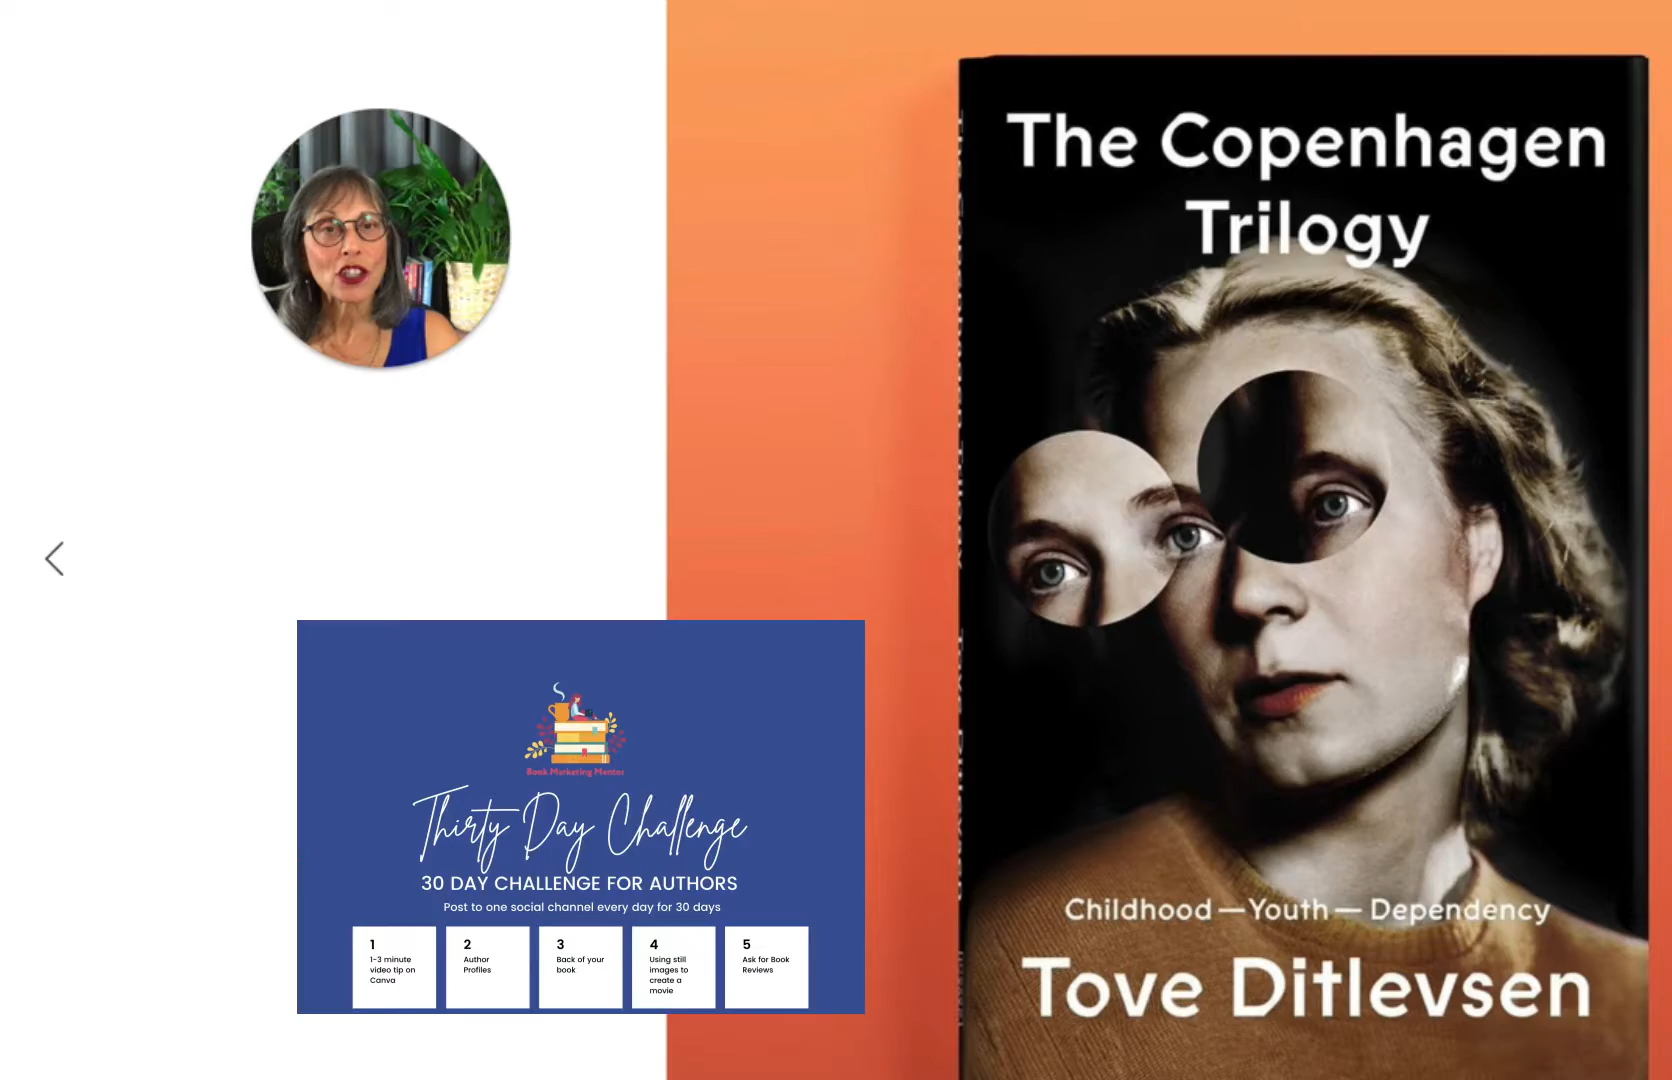 The Copenhagen
Trilogy
Childhood — Youth — Dependency
Tove Ditlevsen
Book Marketing Mentor
Thirty Day Challenge
30 DAY CHALLENGE FOR AUTHORS
Post to one social channel every day for 30 days
1
1-3 minute
video tip on
Canva
2
Author
Profiles
3
Back of your
book
4
Using still
images to
create a
movie
5
Ask for Book
Reviews